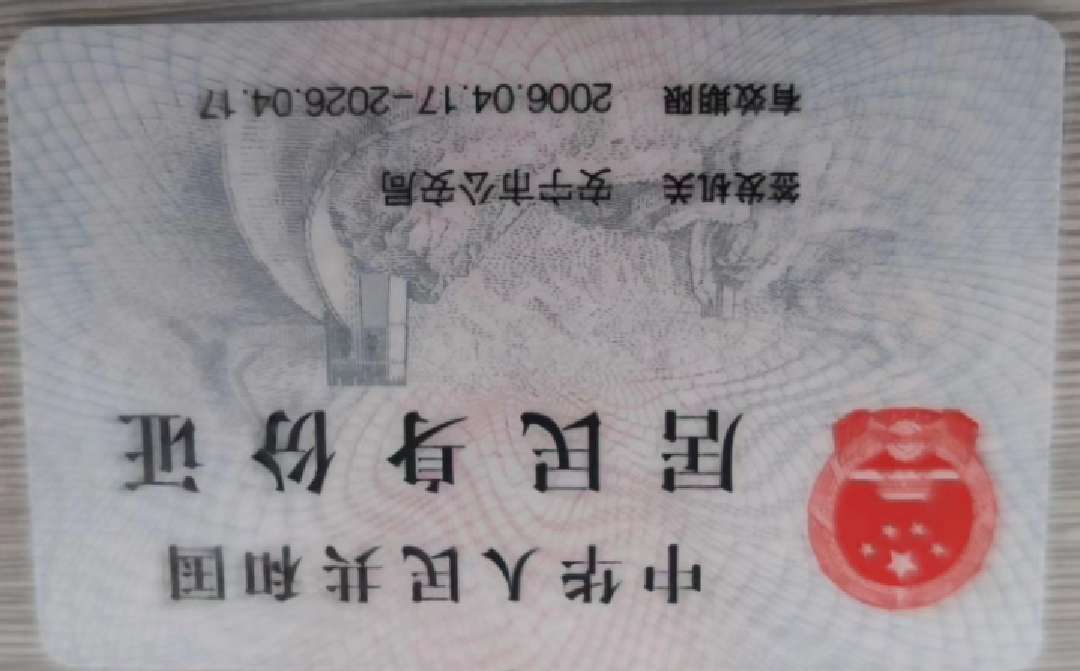 中华人民共和国
居民身份证
签发机关 安宁市公安局
有效期限 2006.04.17-2026.04.17